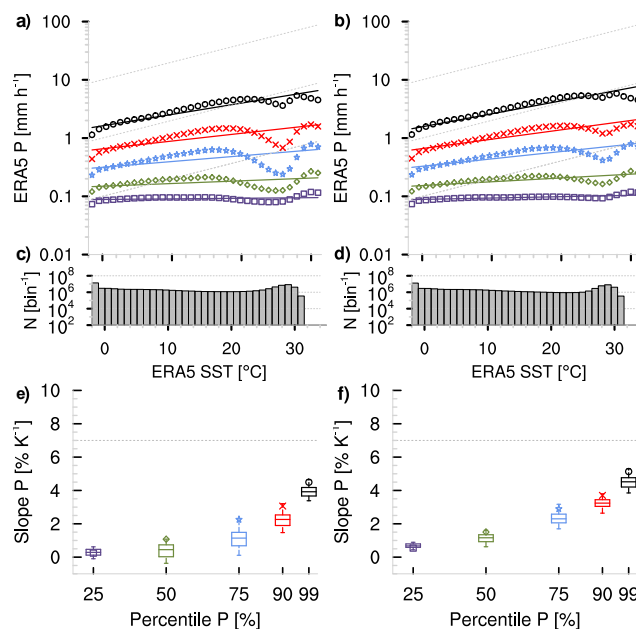 a)
b)
100
10
1
0.1
0.01
ERA5 P [mm h⁻¹]
100
10
1
0.1
0.01
ERA5 P [mm h⁻¹]
c)
d)
10⁸
10⁶
10⁴
10²
N [bin⁻¹]
10⁸
10⁶
10⁴
10²
N [bin⁻¹]
0 10 20 30
0 10 20 30
ERA5 SST [°C]
ERA5 SST [°C]
e)
f)
10
8
6
4
2
0
Slope P [% K⁻¹]
10
8
6
4
2
0
Slope P [% K⁻¹]
25 50 75 90 99
25 50 75 90 99
Percentile P [%]
Percentile P [%]